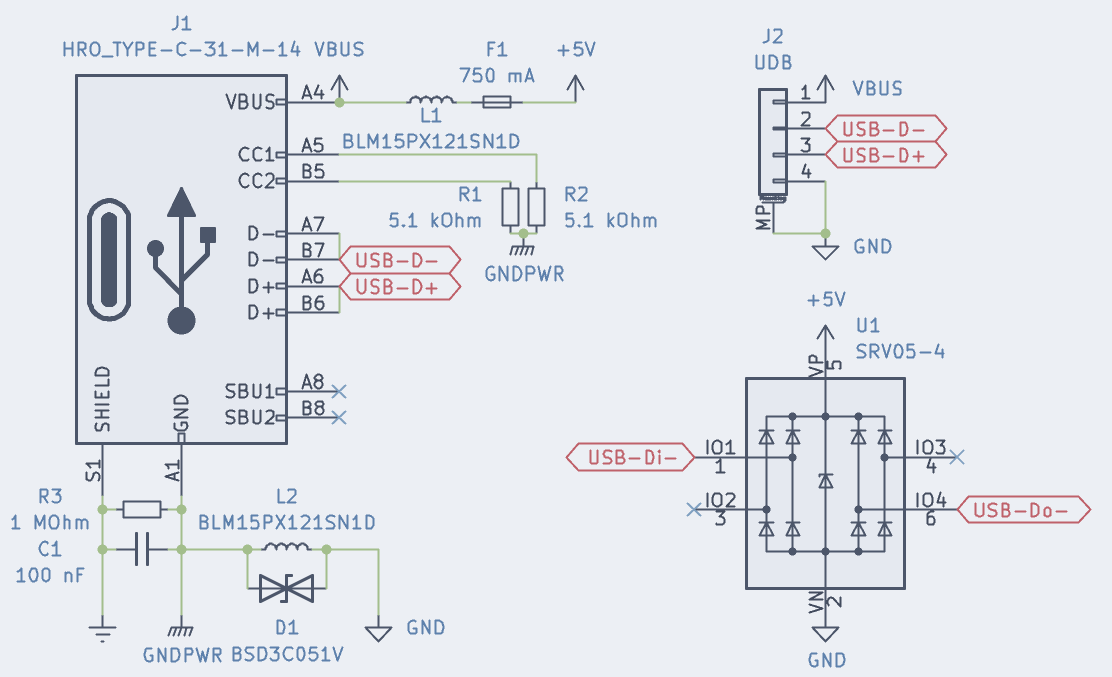 J1
HRO_TYPE-C-31-M-14
VBUS
VBUS
A4
L1
BLM15PX121SN1D
F1
750 mA
+5V
CC1
A5
CC2
B5
R1
5.1 kOhm
R2
5.1 kOhm
GNDPWR
D-
A7
D-
B7
USB-D-
D+
A6
USB-D+
D+
B6
SBU1
A8
SBU2
B8
SHIELD
GND
S1
A1
R3
1 MOhm
C1
100 nF
L2
BLM15PX121SN1D
D1
BSD3C051V
GNDPWR
GND
J2
UDB
1
VBUS
2
USB-D-
3
USB-D+
4
MP
GND
+5V
U1
SRV05-4
VP
5
USB-Di-
IO1
1
IO2
3
IO3
4
IO4
6
USB-Do-
VN
2
GND